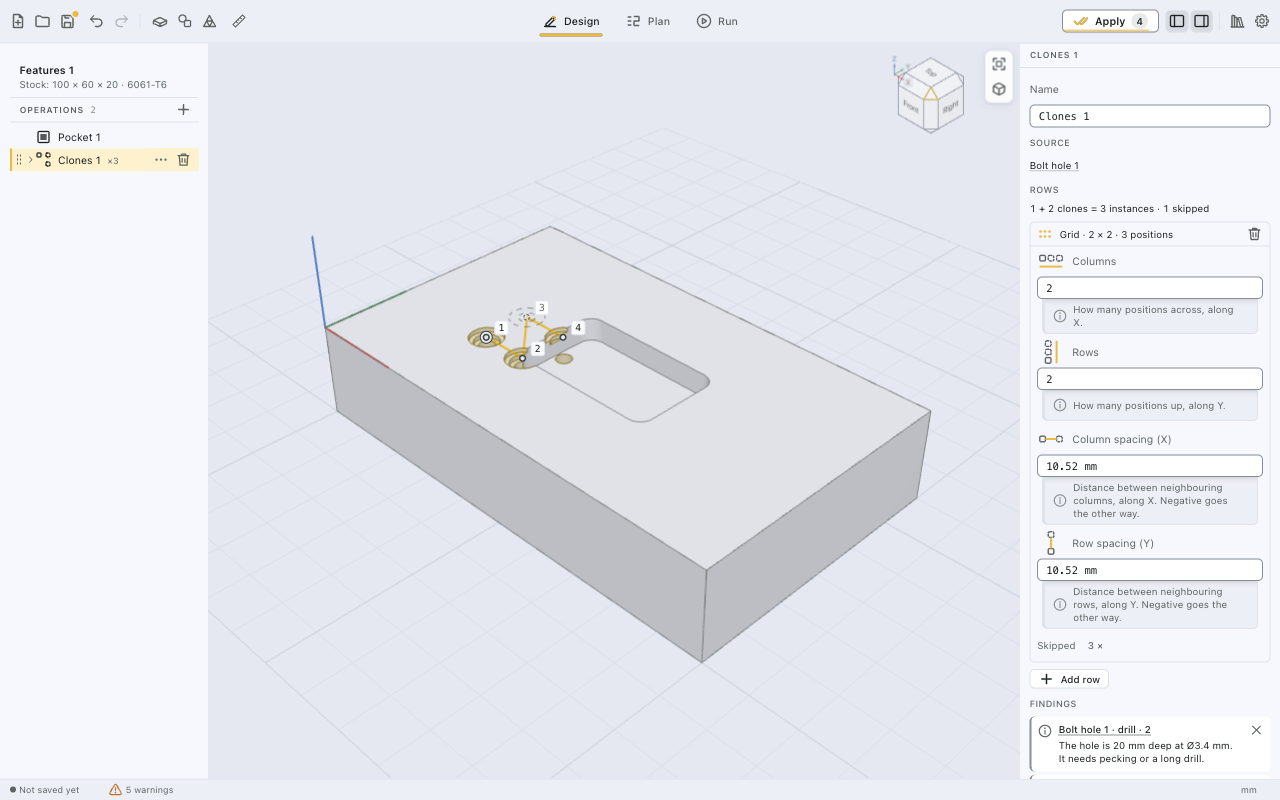 Design
Plan
Run
Apply 4
Features 1
Stock: 100 × 60 × 20 · 6061-T6
OPERATIONS 2
Pocket 1
Clones 1 ×3
Z
Top
Front
Right
1
2
3
4
CLONES 1
Name
Clones 1
SOURCE
Bolt hole 1
ROWS
1 + 2 clones = 3 instances · 1 skipped
Grid · 2 × 2 · 3 positions
Columns
2
How many positions across, along
X.
Rows
2
How many positions up, along Y.
Column spacing (X)
10.52 mm
Distance between neighbouring
columns, along X. Negative goes
the other way.
Row spacing (Y)
10.52 mm
Distance between neighbouring
rows, along Y. Negative goes the
other way.
Skipped 3 ×
Add row
FINDINGS
Bolt hole 1 · drill · 2
The hole is 20 mm deep at Ø3.4 mm.
It needs pecking or a long drill.
Not saved yet
5 warnings
mm